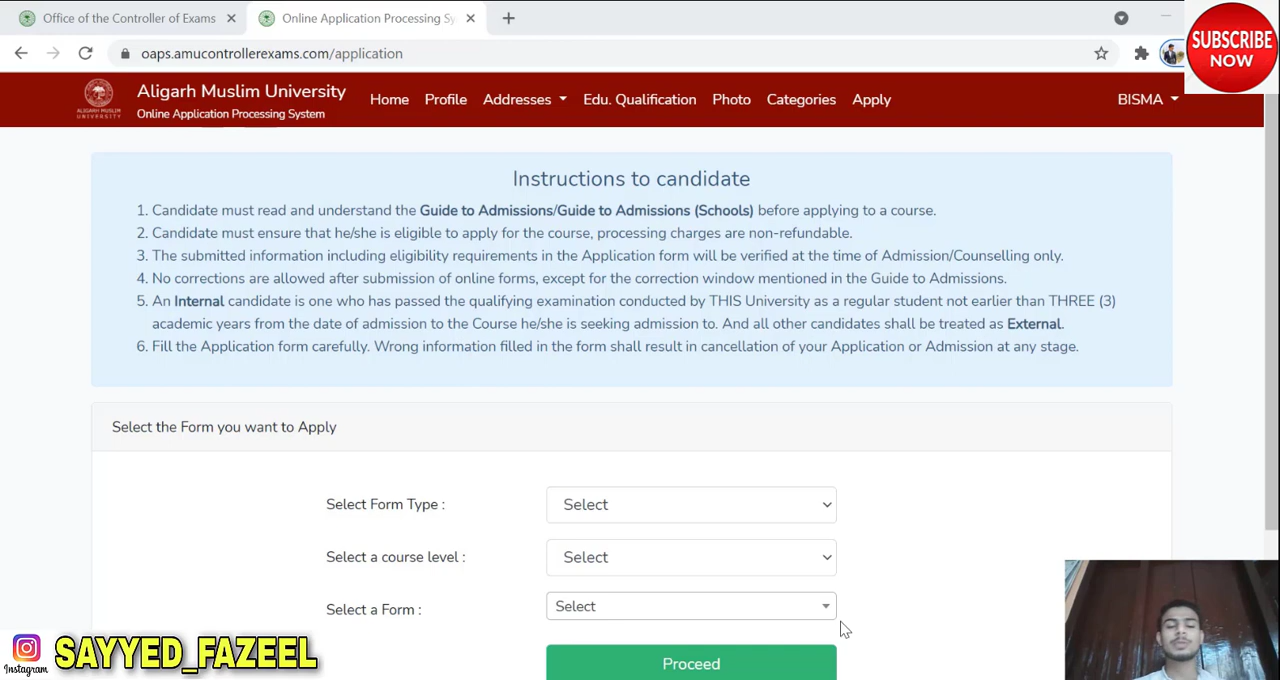 Office of the Controller of Exams
Online Application Processing Sy
SUBSCRIBE
NOW
oaps.amucontrollerexams.com/application
ALIGARH MUSLIM
UNIVERSITY
Aligarh Muslim University
Online Application Processing System
Home Profile Addresses Edu. Qualification Photo Categories Apply BISMA
Instructions to candidate
1. Candidate must read and understand the Guide to Admissions/Guide to Admissions (Schools) before applying to a course.
2. Candidate must ensure that he/she is eligible to apply for the course, processing charges are non-refundable.
3. The submitted information including eligibility requirements in the Application form will be verified at the time of Admission/Counselling only.
4. No corrections are allowed after submission of online forms, except for the correction window mentioned in the Guide to Admissions.
5. An Internal candidate is one who has passed the qualifying examination conducted by THIS University as a regular student not earlier than THREE (3)
academic years from the date of admission to the Course he/she is seeking admission to. And all other candidates shall be treated as External.
6. Fill the Application form carefully. Wrong information filled in the form shall result in cancellation of your Application or Admission at any stage.
Select the Form you want to Apply
Select Form Type : Select
Select a course level : Select
Select a Form : Select
Proceed
Instagram
SAYYED_FAZEEL